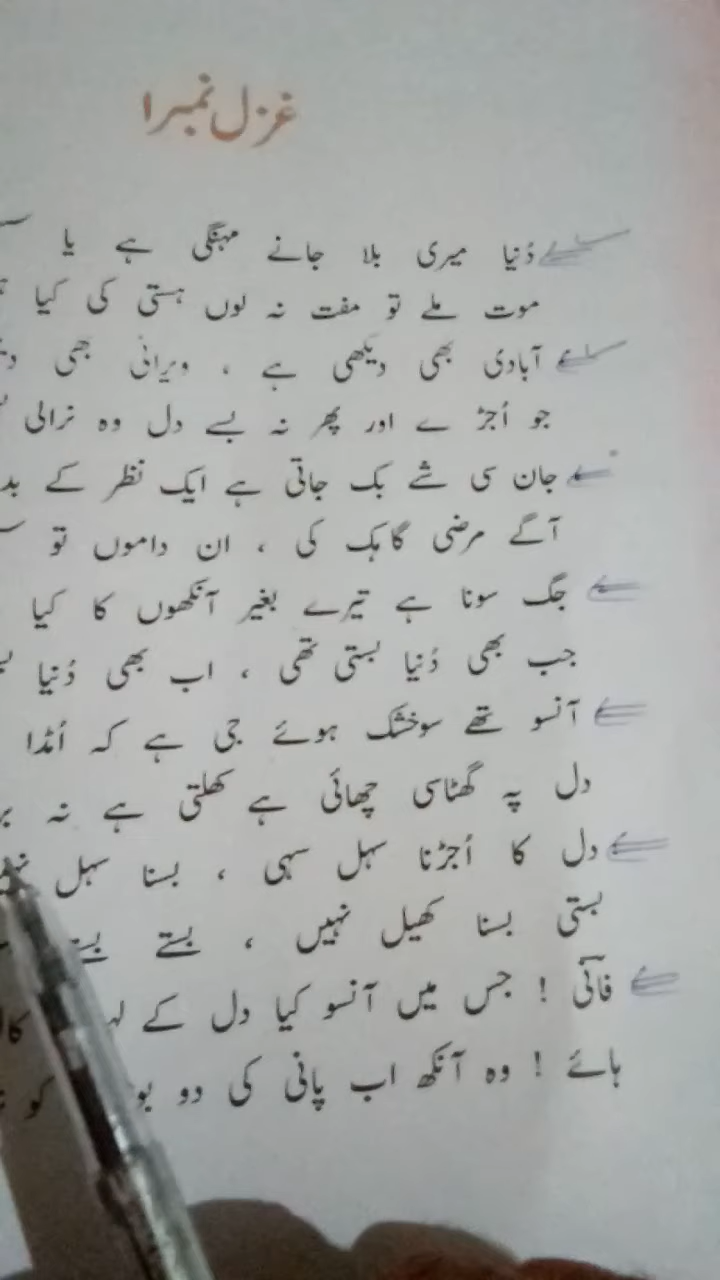 غزل نمبر ۱
دُنیا میری بلا جانے مہنگی ہے یا
موت ملے تو مفت نہ لوں ہستی کی کیا
آبادی بھی دیکھی ہے ، ویرانی بھی
جو اُجڑے اور پھر نہ بسے دل وہ نرالی
جان سی شے بک جاتی ہے ایک نظر کے
آگے مرضی گاہک کی ، ان داموں تو
جگ سونا ہے تیرے بغیر آنکھوں کا کیا
جب بھی دُنیا بستی تھی ، اب بھی دُنیا
آنسو تھے سو خشک ہوئے جی ہے کہ اُمڈا
دل پہ گھٹا سی چھائی ہے کھلتی ہے نہ
دل کا اُجڑنا سہل سہی ، بسنا سہل
بستی بسنا کھیل نہیں ، بستے
فانی ! جس میں آنسو کیا دل کے
ہائے ! وہ آنکھ اب پانی کی دو کو